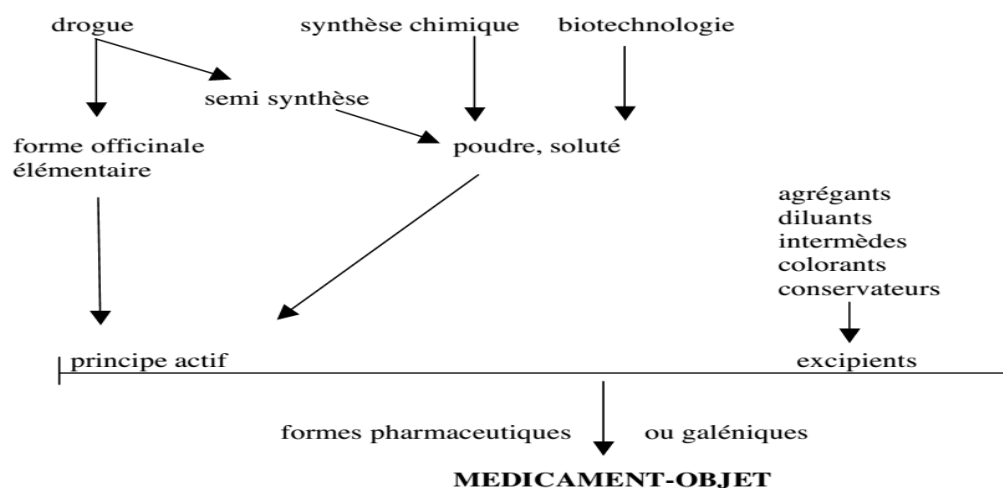 drogue synthèse chimique biotechnologie
semi synthèse
forme officinale
élémentaire
poudre, soluté
agrégants
diluants
intermèdes
colorants
conservateurs
principe actif excipients
formes pharmaceutiques ou galéniques
MEDICAMENT-OBJET